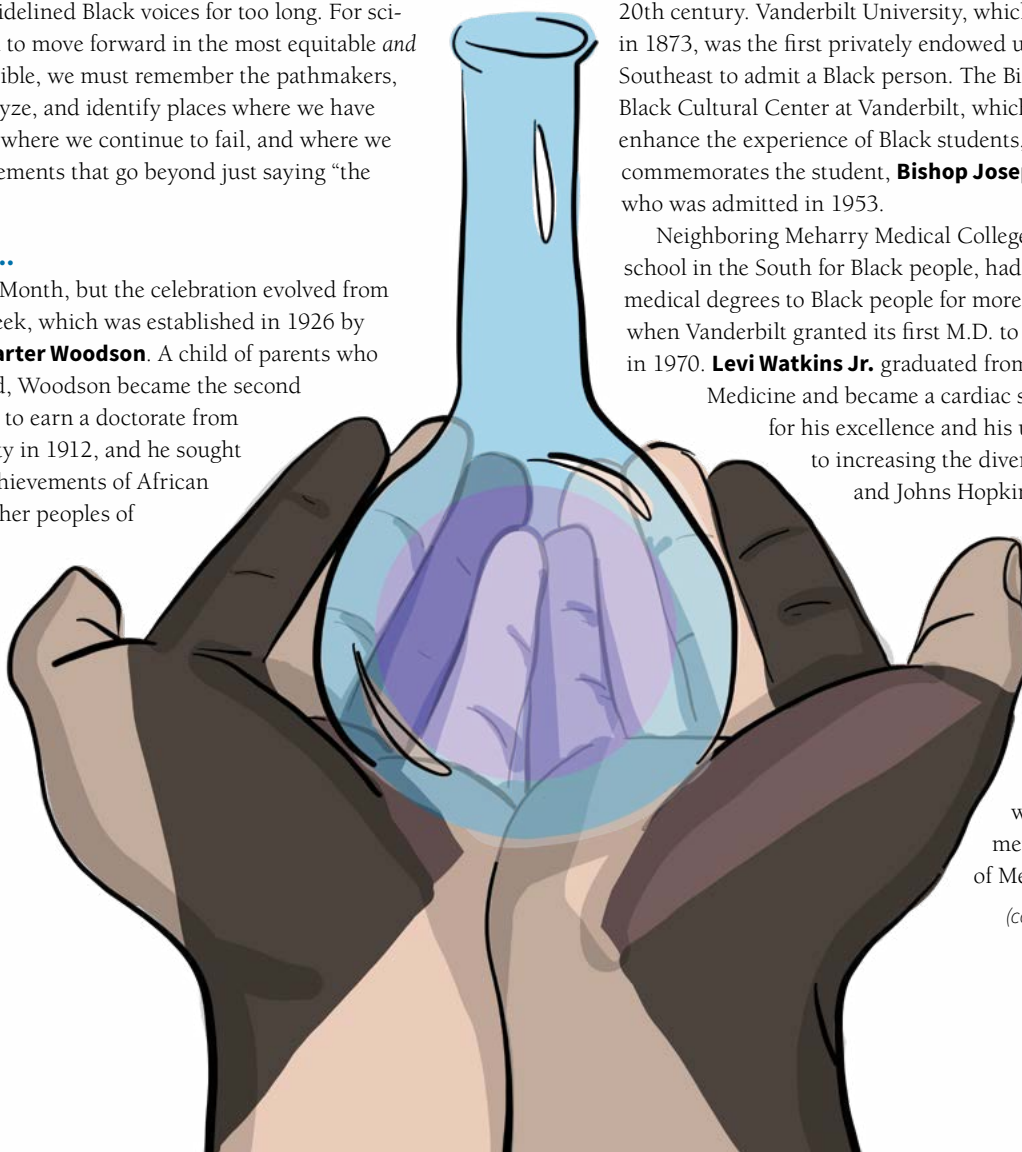 idelined Black voices for too long. For sci-
to move forward in the most equitable and
ible, we must remember the pathmakers,
yze, and identify places where we have
where we continue to fail, and where we
ements that go beyond just saying “the
..
Month, but the celebration evolved from
eek, which was established in 1926 by
arter Woodson. A child of parents who
d, Woodson became the second
to earn a doctorate from
ty in 1912, and he sought
hievements of African
her peoples of
20th century. Vanderbilt University, which
in 1873, was the first privately endowed u
Southeast to admit a Black person. The Bi
Black Cultural Center at Vanderbilt, which
enhance the experience of Black students,
commemorates the student, Bishop Josep
who was admitted in 1953.
Neighboring Meharry Medical College
school in the South for Black people, had
medical degrees to Black people for more
when Vanderbilt granted its first M.D. to
in 1970. Levi Watkins Jr. graduated from
Medicine and became a cardiac s
for his excellence and his u
to increasing the diver
and Johns Hopkin
w
me
of Me
(co